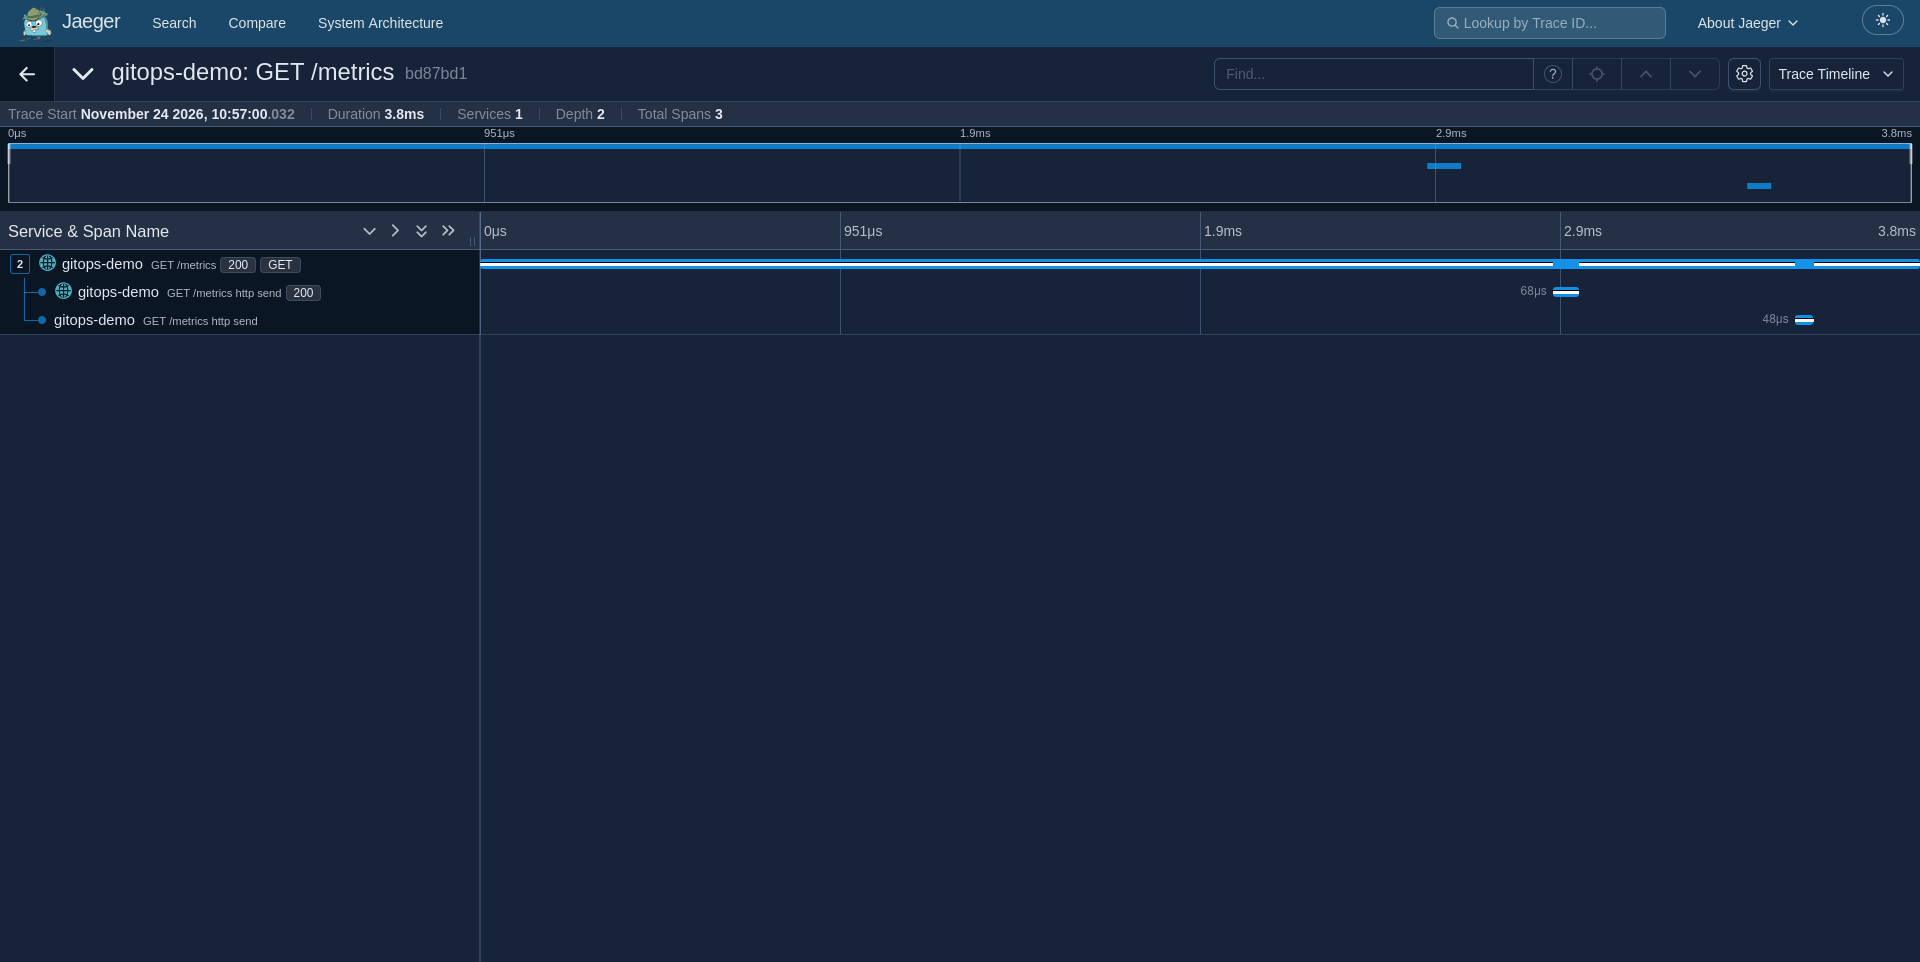 Jaeger Search Compare System Architecture Lookup by Trace ID... About Jaeger
gitops-demo: GET /metrics bd87bd1 Find... ? Trace Timeline
Trace Start November 24 2026, 10:57:00.032 Duration 3.8ms Services 1 Depth 2 Total Spans 3
0μs 951μs 1.9ms 2.9ms 3.8ms
Service & Span Name 0μs 951μs 1.9ms 2.9ms 3.8ms
2 gitops-demo GET /metrics 200 GET
gitops-demo GET /metrics http send 200 68μs
gitops-demo GET /metrics http send 48μs